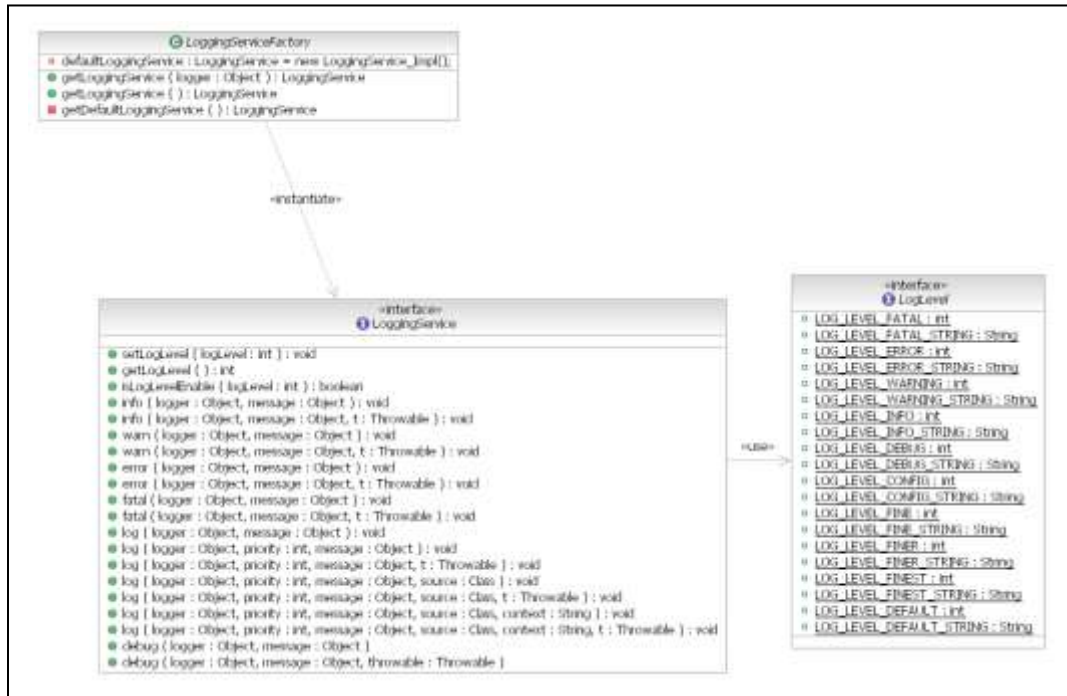 LoggingServiceFactory
defaultLoggingService : LoggingService = new LoggingService_Impl();
getLoggingService ( logger : Object ) : LoggingService
getLoggingService ( ) : LoggingService
getDefaultLoggingService ( ) : LoggingService
«instantiate»
«interface»
LoggingService
setLogLevel ( logLevel : int ) : void
getLogLevel ( ) : int
isLogLevelEnable ( logLevel : int ) : boolean
info ( logger : Object, message : Object ) : void
info ( logger : Object, message : Object, t : Throwable ) : void
warn ( logger : Object, message : Object ) : void
warn ( logger : Object, message : Object, t : Throwable ) : void
error ( logger : Object, message : Object ) : void
error ( logger : Object, message : Object, t : Throwable ) : void
fatal ( logger : Object, message : Object ) : void
fatal ( logger : Object, message : Object, t : Throwable ) : void
log ( logger : Object, message : Object ) : void
log ( logger : Object, priority : int, message : Object ) : void
log ( logger : Object, priority : int, message : Object, t : Throwable ) : void
log ( logger : Object, priority : int, message : Object, source : Class ) : void
log ( logger : Object, priority : int, message : Object, source : Class, t : Throwable ) : void
log ( logger : Object, priority : int, message : Object, source : Class, context : String ) : void
log ( logger : Object, priority : int, message : Object, source : Class, context : String, t : Throwable ) : void
debug ( logger : Object, message : Object )
debug ( logger : Object, message : Object, throwable : Throwable )
«use»
«interface»
LogLevel
LOG_LEVEL_FATAL : int
LOG_LEVEL_FATAL_STRING : String
LOG_LEVEL_ERROR : int
LOG_LEVEL_ERROR_STRING : String
LOG_LEVEL_WARNING : int
LOG_LEVEL_WARNING_STRING : String
LOG_LEVEL_INFO : int
LOG_LEVEL_INFO_STRING : String
LOG_LEVEL_DEBUG : int
LOG_LEVEL_DEBUG_STRING : String
LOG_LEVEL_CONFIG : int
LOG_LEVEL_CONFIG_STRING : String
LOG_LEVEL_FINE : int
LOG_LEVEL_FINE_STRING : String
LOG_LEVEL_FINER : int
LOG_LEVEL_FINER_STRING : String
LOG_LEVEL_FINEST : int
LOG_LEVEL_FINEST_STRING : String
LOG_LEVEL_DEFAULT : int
LOG_LEVEL_DEFAULT_STRING : String